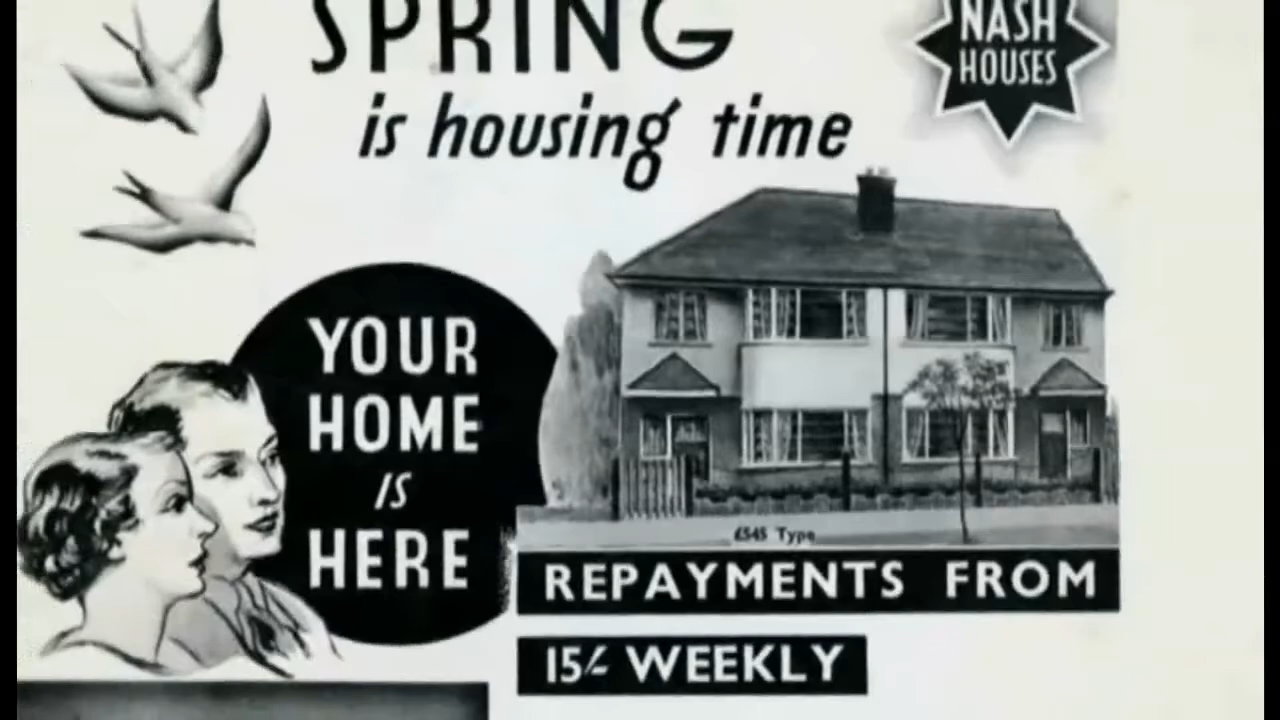 SPRING
is housing time
NASH
HOUSES
YOUR
HOME
IS
HERE
£545 Type
REPAYMENTS FROM
15/- WEEKLY